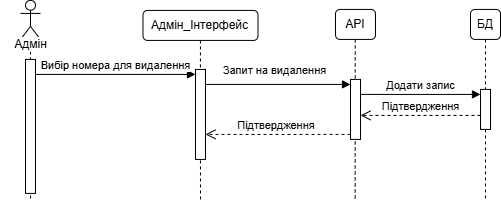 Адмін
Адмін_Інтерфейс
API
БД
Вибір номера для видалення
Запит на видалення
Додати запис
Підтвердження
Підтвердження